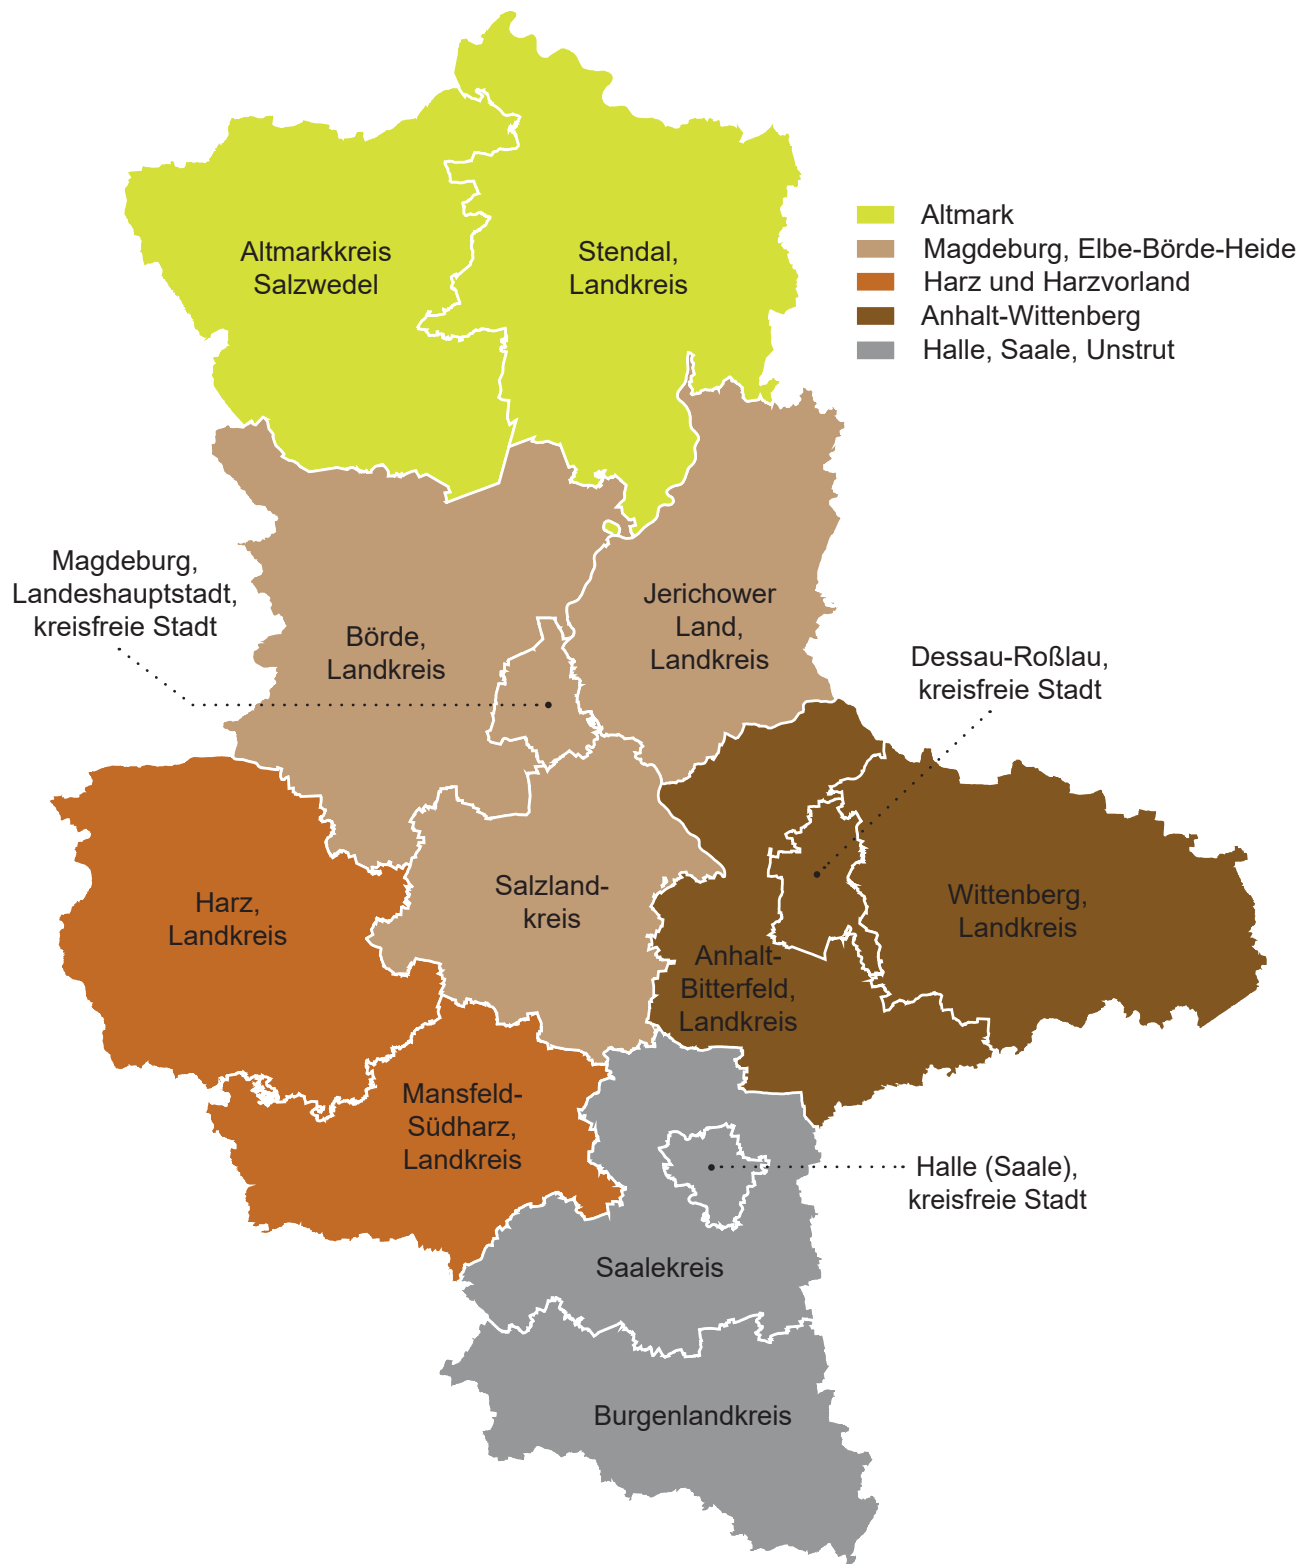 Altmarkkreis
Salzwedel
Stendal,
Landkreis
Altmark
Magdeburg, Elbe-Börde-Heide
Harz und Harzvorland
Anhalt-Wittenberg
Halle, Saale, Unstrut
Magdeburg,
Landeshauptstadt,
kreisfreie Stadt
Börde,
Landkreis
Jerichower
Land,
Landkreis
Dessau-Roßlau,
kreisfreie Stadt
Harz,
Landkreis
Salzland-
kreis
Wittenberg,
Landkreis
Anhalt-
Bitterfeld,
Landkreis
Mansfeld-
Südharz,
Landkreis
Halle (Saale),
kreisfreie Stadt
Saalekreis
Burgenlandkreis